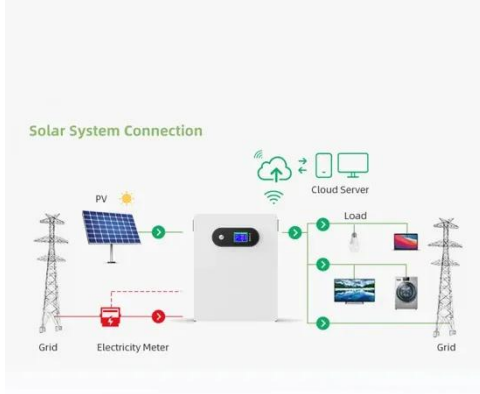 Solar System Connection
PV
Cloud Server
Load
Grid
Electricity Meter
Grid